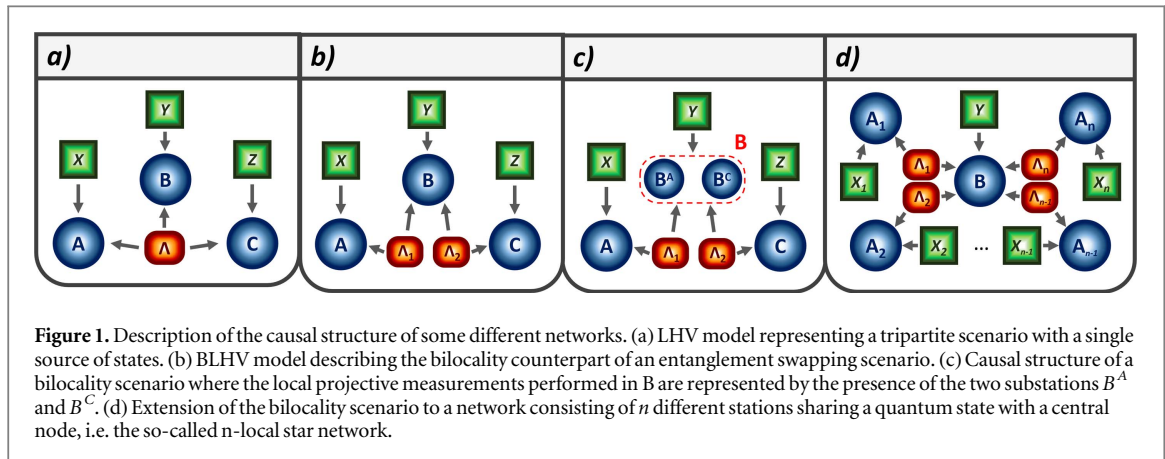 a)
b)
c)
d)
Y
X
Z
B
A
Λ
C
Y
X
Z
B
A
Λ₁
Λ₂
C
Y
B
X
Z
Bᴬ
Bᶜ
A
Λ₁
Λ₂
C
A₁
Y
Aₙ
Λ₁
B
Λₙ
X₁
Xₙ
Λ₂
Λₙ₋₁
A₂
X₂
...
Xₙ₋₁
Aₙ₋₁
Figure 1. Description of the causal structure of some different networks. (a) LHV model representing a tripartite scenario with a single
source of states. (b) BLHV model describing the bilocality counterpart of an entanglement swapping scenario. (c) Causal structure of a
bilocality scenario where the local projective measurements performed in B are represented by the presence of the two substations Bᴬ
and Bᶜ. (d) Extension of the bilocality scenario to a network consisting of n different stations sharing a quantum state with a central
node, i.e. the so-called n-local star network.